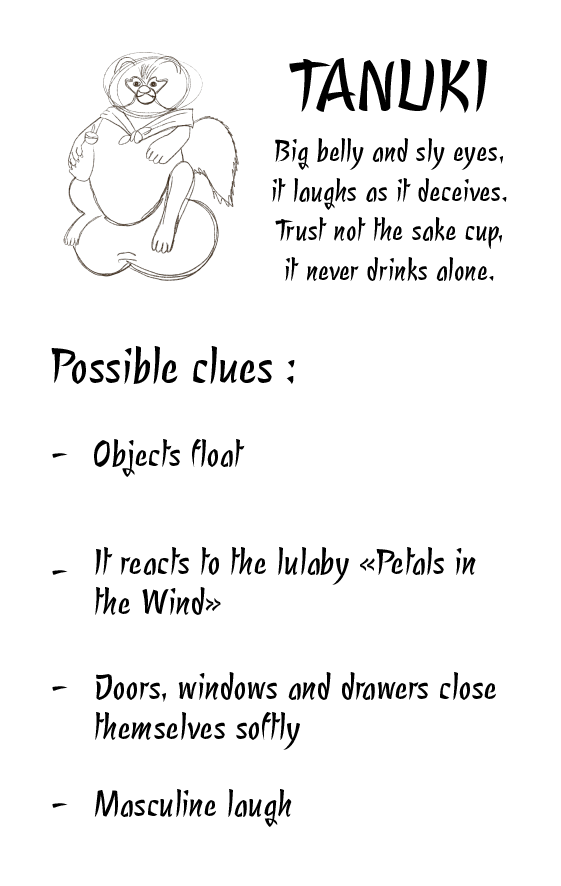 TANUKI
Big belly and sly eyes,
it laughs as it deceives.
Trust not the sake cup,
it never drinks alone.
Possible clues :
- Objects float
- It reacts to the lulaby «Petals in
the Wind»
- Doors, windows and drawers close
themselves softly
- Masculine laugh